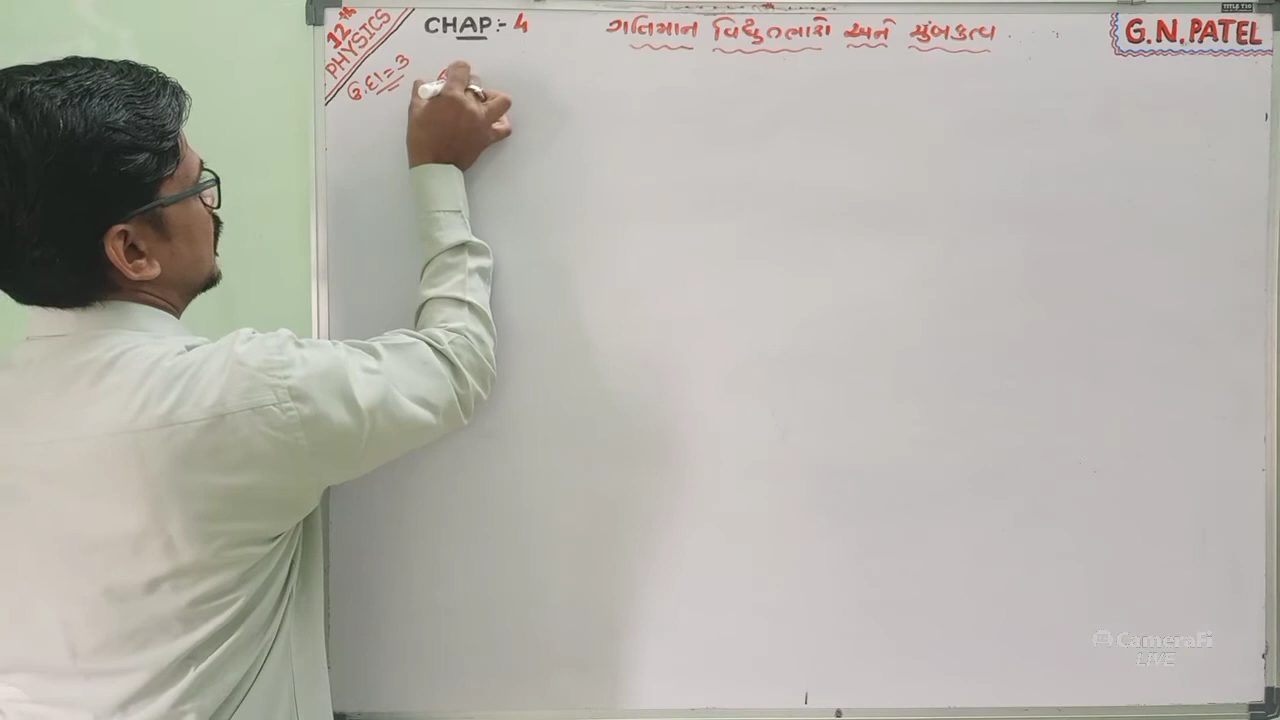 12th
PHYSICS
CHAP:- 4
ગતિમાન વિદ્યુતભારો અને ચુંબકત્વ
G.N.PATEL
ઉ.દા = 3
CameraFi
LIVE